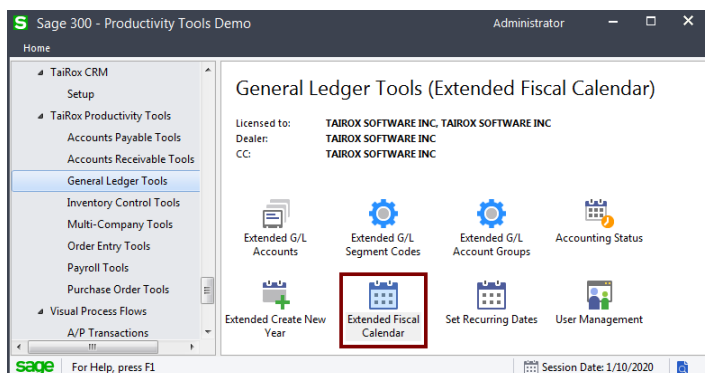 S Sage 300 - Productivity Tools Demo
Administrator
Home
TaiRox CRM
Setup
TaiRox Productivity Tools
Accounts Payable Tools
Accounts Receivable Tools
General Ledger Tools
Inventory Control Tools
Multi-Company Tools
Order Entry Tools
Payroll Tools
Purchase Order Tools
Visual Process Flows
A/P Transactions
General Ledger Tools (Extended Fiscal Calendar)
Licensed to: TAIROX SOFTWARE INC, TAIROX SOFTWARE INC
Dealer: TAIROX SOFTWARE INC
CC: TAIROX SOFTWARE INC
Extended G/L
Accounts
Extended G/L
Segment Codes
Extended G/L
Account Groups
Accounting Status
Extended Create New
Year
Extended Fiscal
Calendar
Set Recurring Dates
User Management
sage
For Help, press F1
Session Date: 1/10/2020